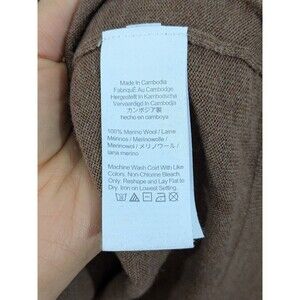 Made In Cambodia
Fabriqué Au Cambodge
Hergestellt In Kambodscha
Vervaardigd In Cambodja
カンボジア製
hecho en camboya
100% Merino Wool / Laine
Mérinos / Merinowolle /
Merinowol / メリノウール /
lana merino
Machine Wash Cold With Like
Colors. Non-Chlorine Bleach
Only. Reshape and Lay Flat to
Dry. Iron on Lowest Setting.